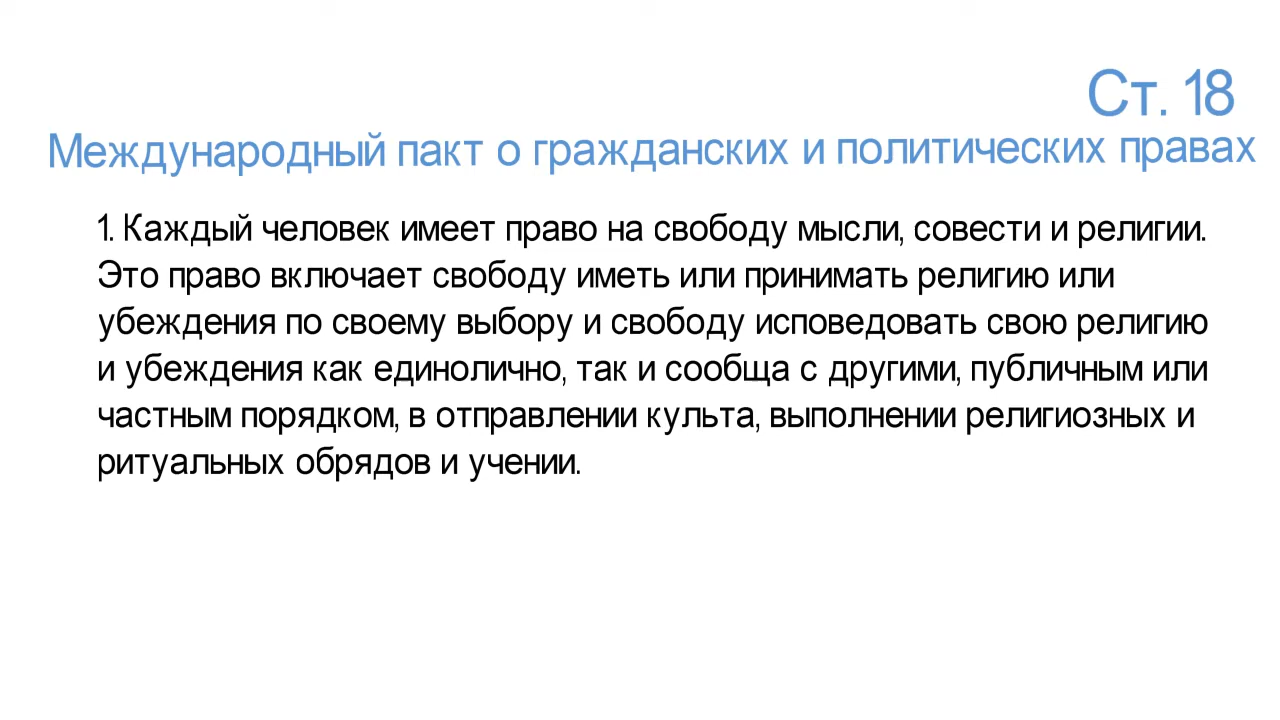 Ст. 18
Международный пакт о гражданских и политических правах
1. Каждый человек имеет право на свободу мысли, совести и религии.
Это право включает свободу иметь или принимать религию или
убеждения по своему выбору и свободу исповедовать свою религию
и убеждения как единолично, так и сообща с другими, публичным или
частным порядком, в отправлении культа, выполнении религиозных и
ритуальных обрядов и учении.